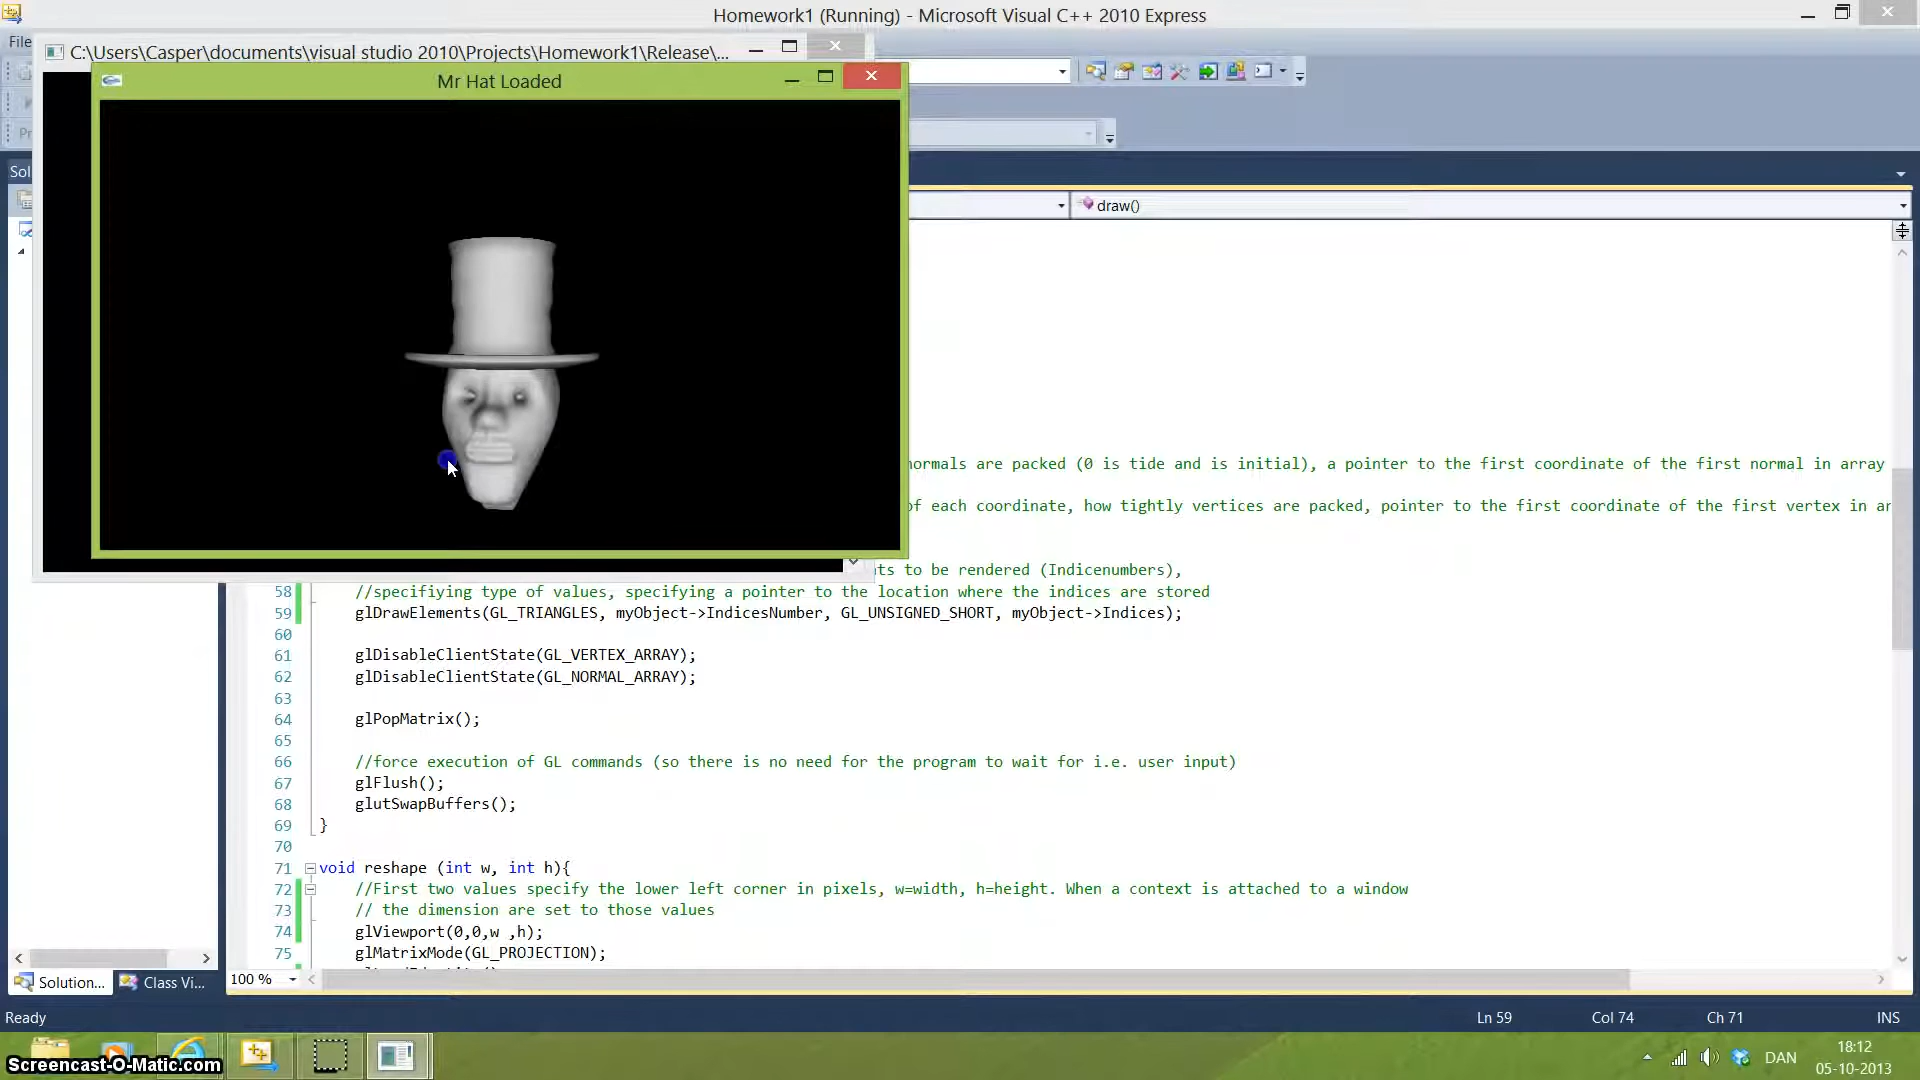 Homework1 (Running) - Microsoft Visual C++ 2010 Express
File
C:\Users\Casper\documents\visual studio 2010\Projects\Homework1\Release\...
Mr Hat Loaded
Pr
Sol
draw()
normals are packed (0 is tide and is initial), a pointer to the first coordinate of the first normal in array
of each coordinate, how tightly vertices are packed, pointer to the first coordinate of the first vertex in ar
nts to be rendered (Indicenumbers),
58 //specifiying type of values, specifying a pointer to the location where the indices are stored
59 glDrawElements(GL_TRIANGLES, myObject->IndicesNumber, GL_UNSIGNED_SHORT, myObject->Indices);
60
61 glDisableClientState(GL_VERTEX_ARRAY);
62 glDisableClientState(GL_NORMAL_ARRAY);
63
64 glPopMatrix();
65
66 //force execution of GL commands (so there is no need for the program to wait for i.e. user input)
67 glFlush();
68 glutSwapBuffers();
69 }
70
71 void reshape (int w, int h){
72 //First two values specify the lower left corner in pixels, w=width, h=height. When a context is attached to a window
73 // the dimension are set to those values
74 glViewport(0,0,w ,h);
75 glMatrixMode(GL_PROJECTION);
Solution...
Class Vi...
100 %
Ready
Ln 59
Col 74
Ch 71
INS
Screencast-O-Matic.com
DAN
18:12
05-10-2013